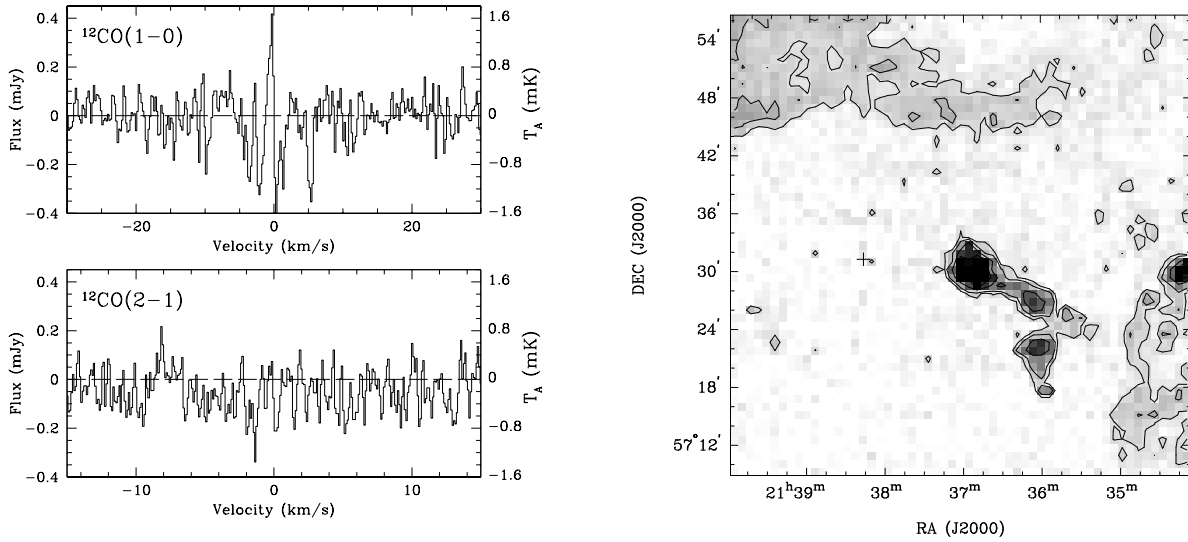 ¹²CO(1−0)
Flux (mJy)
0.4
0.2
0
−0.2
−0.4
1.6
0.8
0
−0.8
−1.6
T_A (mK)
−20
0
20
Velocity (km/s)
¹²CO(2−1)
Flux (mJy)
0.4
0.2
0
−0.2
−0.4
1.6
0.8
0
−0.8
−1.6
T_A (mK)
−10
0
10
Velocity (km/s)
DEC (J2000)
54′
48′
42′
36′
30′
24′
18′
57°12′
21ʰ39ᵐ
38ᵐ
37ᵐ
36ᵐ
35ᵐ
RA (J2000)